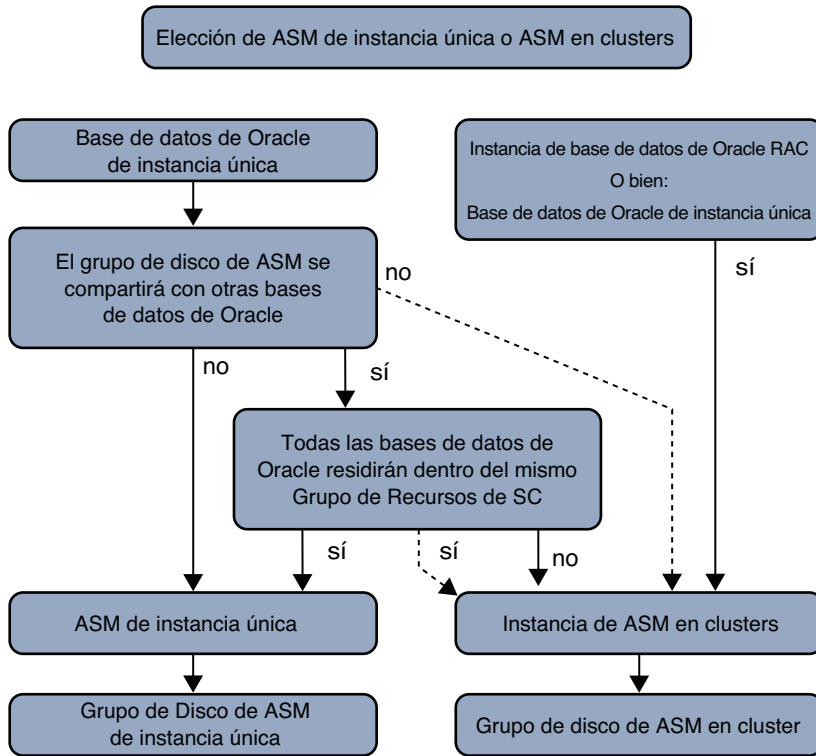 Elección de ASM de instancia única o ASM en clusters
Base de datos de Oracle
de instancia única
Instancia de base de datos de Oracle RAC
O bien:
Base de datos de Oracle de instancia única
El grupo de disco de ASM se
compartirá con otras bases
de datos de Oracle
no
sí
no
sí
Todas las bases de datos de
Oracle residirán dentro del mismo
Grupo de Recursos de SC
sí
sí
no
ASM de instancia única
Instancia de ASM en clusters
Grupo de Disco de ASM
de instancia única
Grupo de disco de ASM en cluster